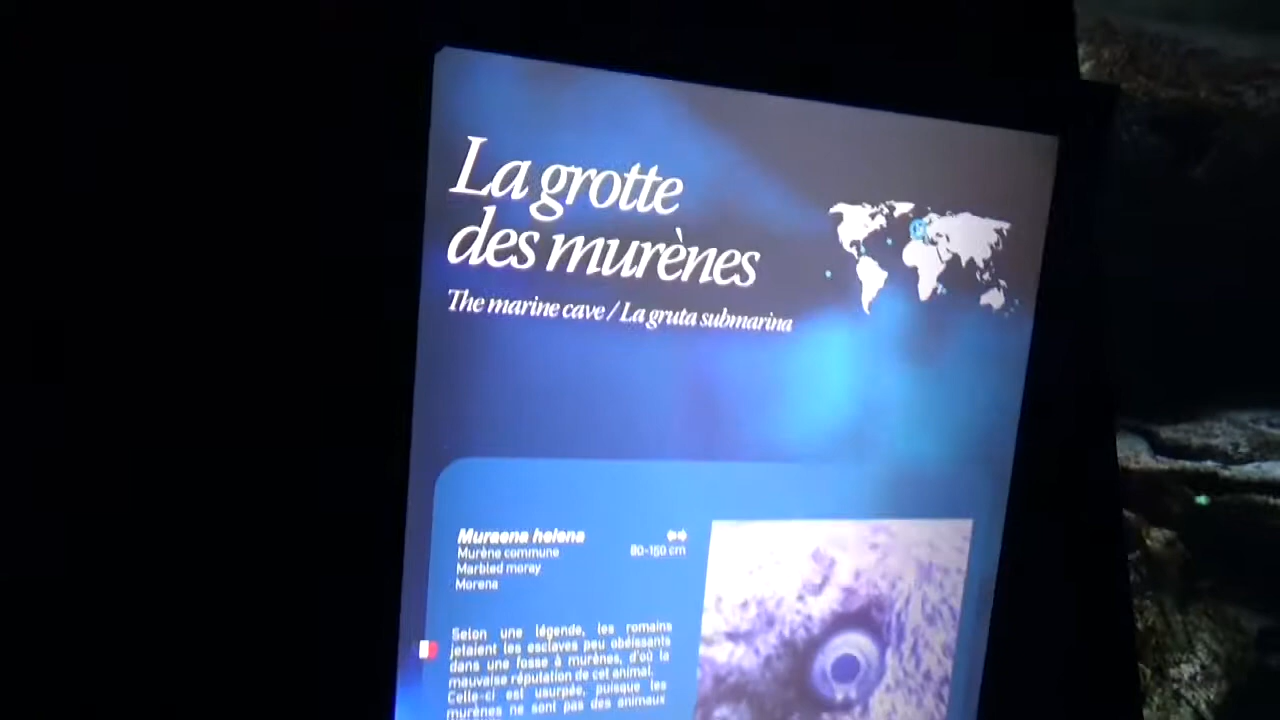 La grotte
des murènes
The marine cave / La gruta submarina
Muraena helena
Murène commune
80-150 cm
Marbled moray
Morena
Selon une légende, les romains
jetaient les esclaves peu obéissants
dans une fosse à murènes, d'où la
mauvaise réputation de cet animal.
Celle-ci est usurpée, puisque les
murènes ne sont pas des animaux